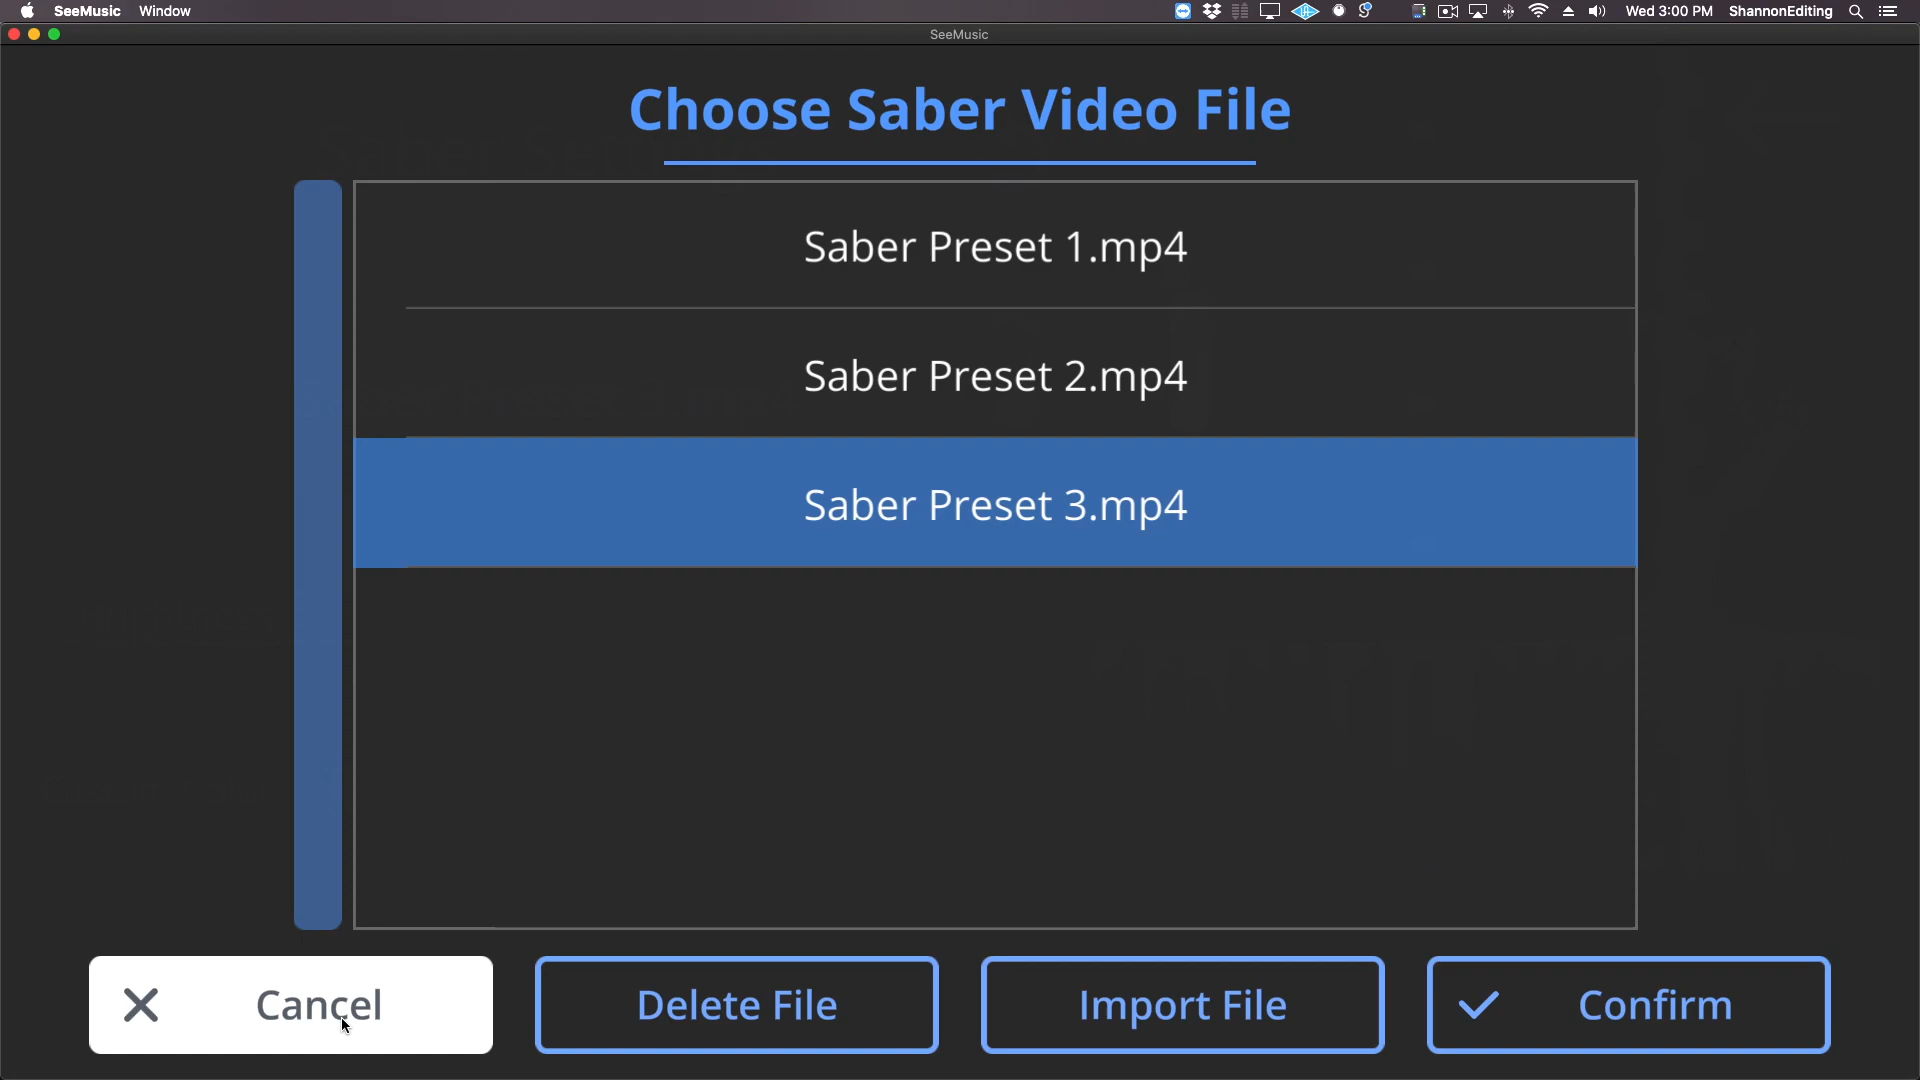 SeeMusic Window Wed 3:00 PM ShannonEditing
SeeMusic
Choose Saber Video File
Saber Preset 1.mp4
Saber Preset 2.mp4
Saber Preset 3.mp4
Cancel Delete File Import File Confirm